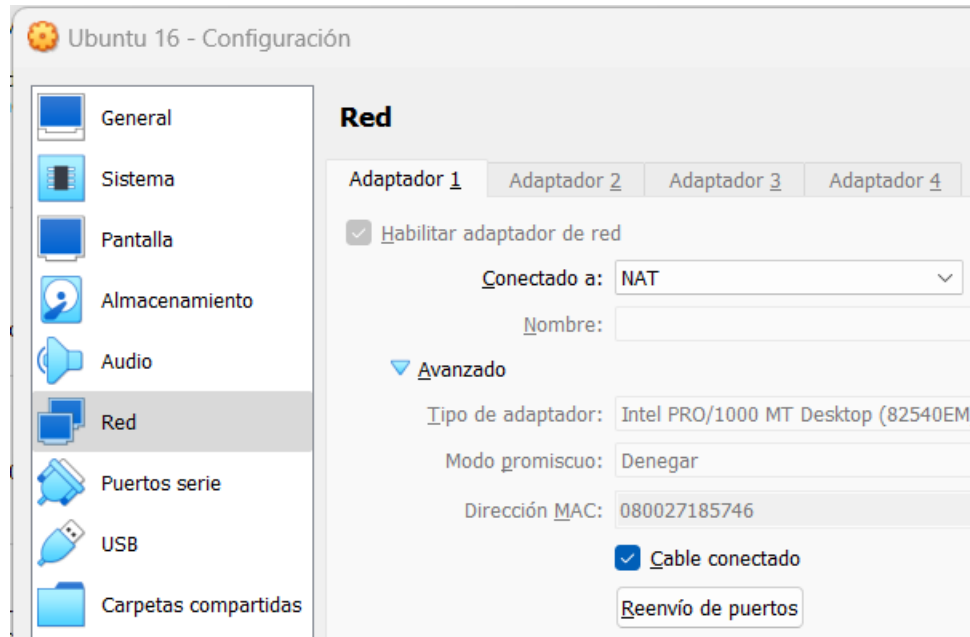 Ubuntu 16 - Configuración
General
Sistema
Pantalla
Almacenamiento
Audio
Red
Puertos serie
USB
Carpetas compartidas
Red
Adaptador 1 Adaptador 2 Adaptador 3 Adaptador 4
Habilitar adaptador de red
Conectado a: NAT
Nombre:
Avanzado
Tipo de adaptador: Intel PRO/1000 MT Desktop (82540EM
Modo promiscuo: Denegar
Dirección MAC: 080027185746
Cable conectado
Reenvío de puertos